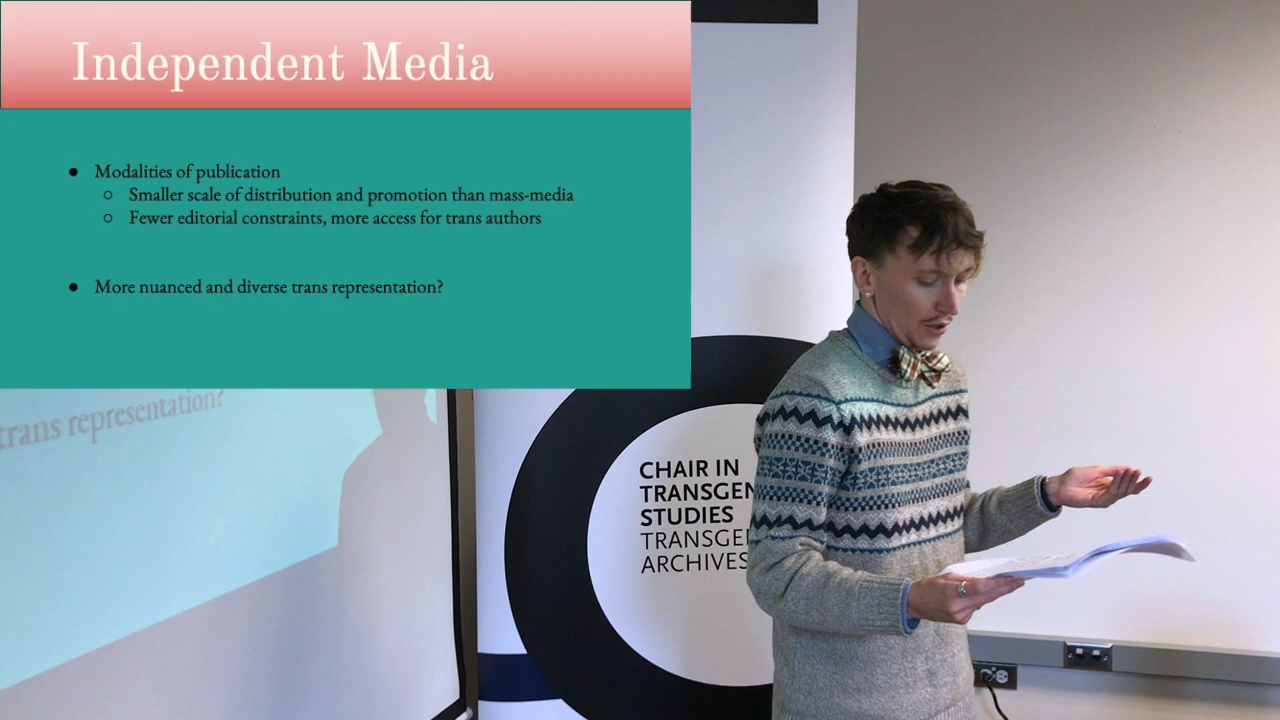 Independent Media
● Modalities of publication
○ Smaller scale of distribution and promotion than mass-media
○ Fewer editorial constraints, more access for trans authors
● More nuanced and diverse trans representation?
trans representation?
CHAIR IN
TRANSGEN
STUDIES
TRANSGE
ARCHIVES